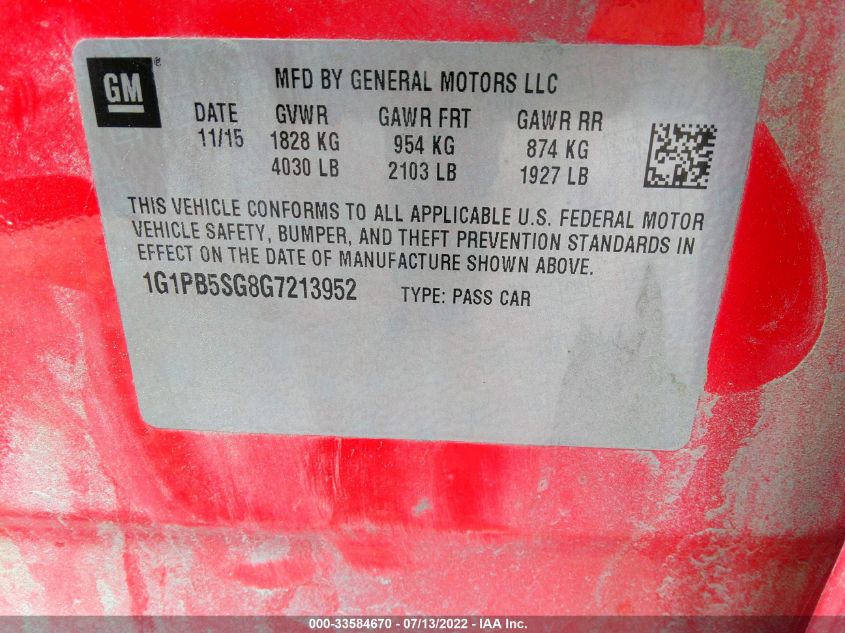 GM
MFD BY GENERAL MOTORS LLC
DATE GVWR GAWR FRT GAWR RR
11/15 1828 KG 954 KG 874 KG
4030 LB 2103 LB 1927 LB
THIS VEHICLE CONFORMS TO ALL APPLICABLE U.S. FEDERAL MOTOR
VEHICLE SAFETY, BUMPER, AND THEFT PREVENTION STANDARDS IN
EFFECT ON THE DATE OF MANUFACTURE SHOWN ABOVE.
1G1PB5SG8G7213952 TYPE: PASS CAR
000-33584670 - 07/13/2022 - IAA Inc.